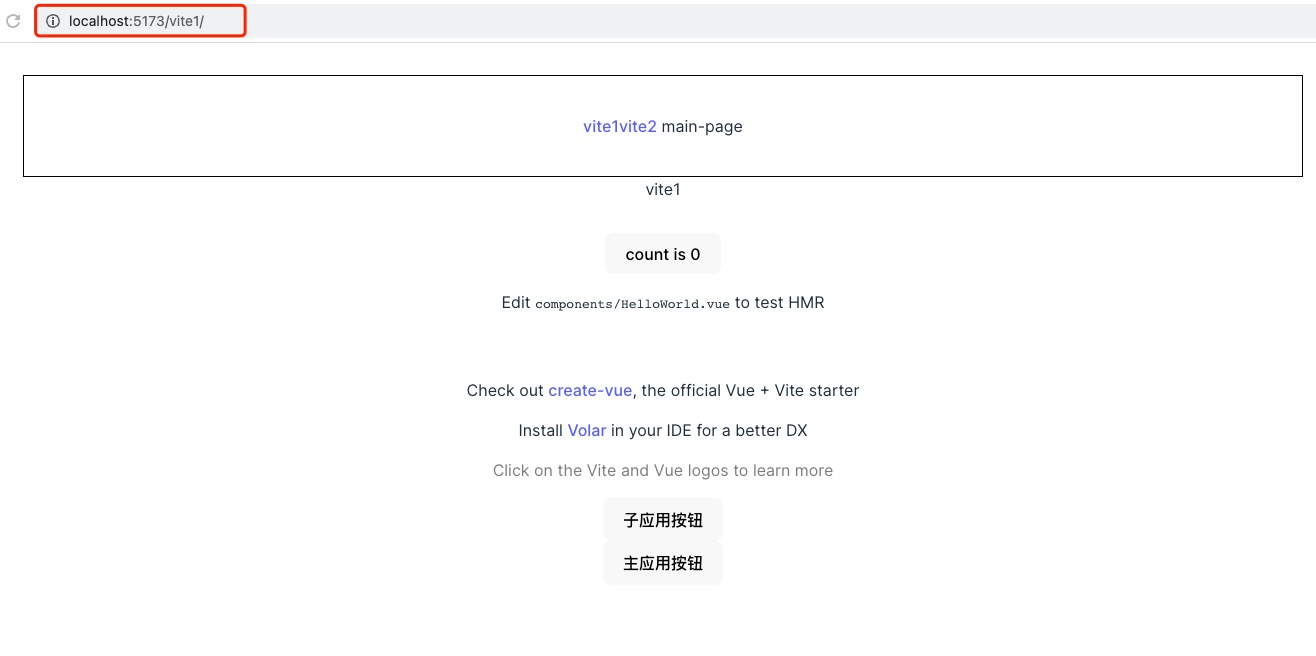 localhost:5173/vite1/
vite1vite2 main-page
vite1
count is 0
Edit components/HelloWorld.vue to test HMR
Check out create-vue, the official Vue + Vite starter
Install Volar in your IDE for a better DX
Click on the Vite and Vue logos to learn more
子应用按钮
主应用按钮